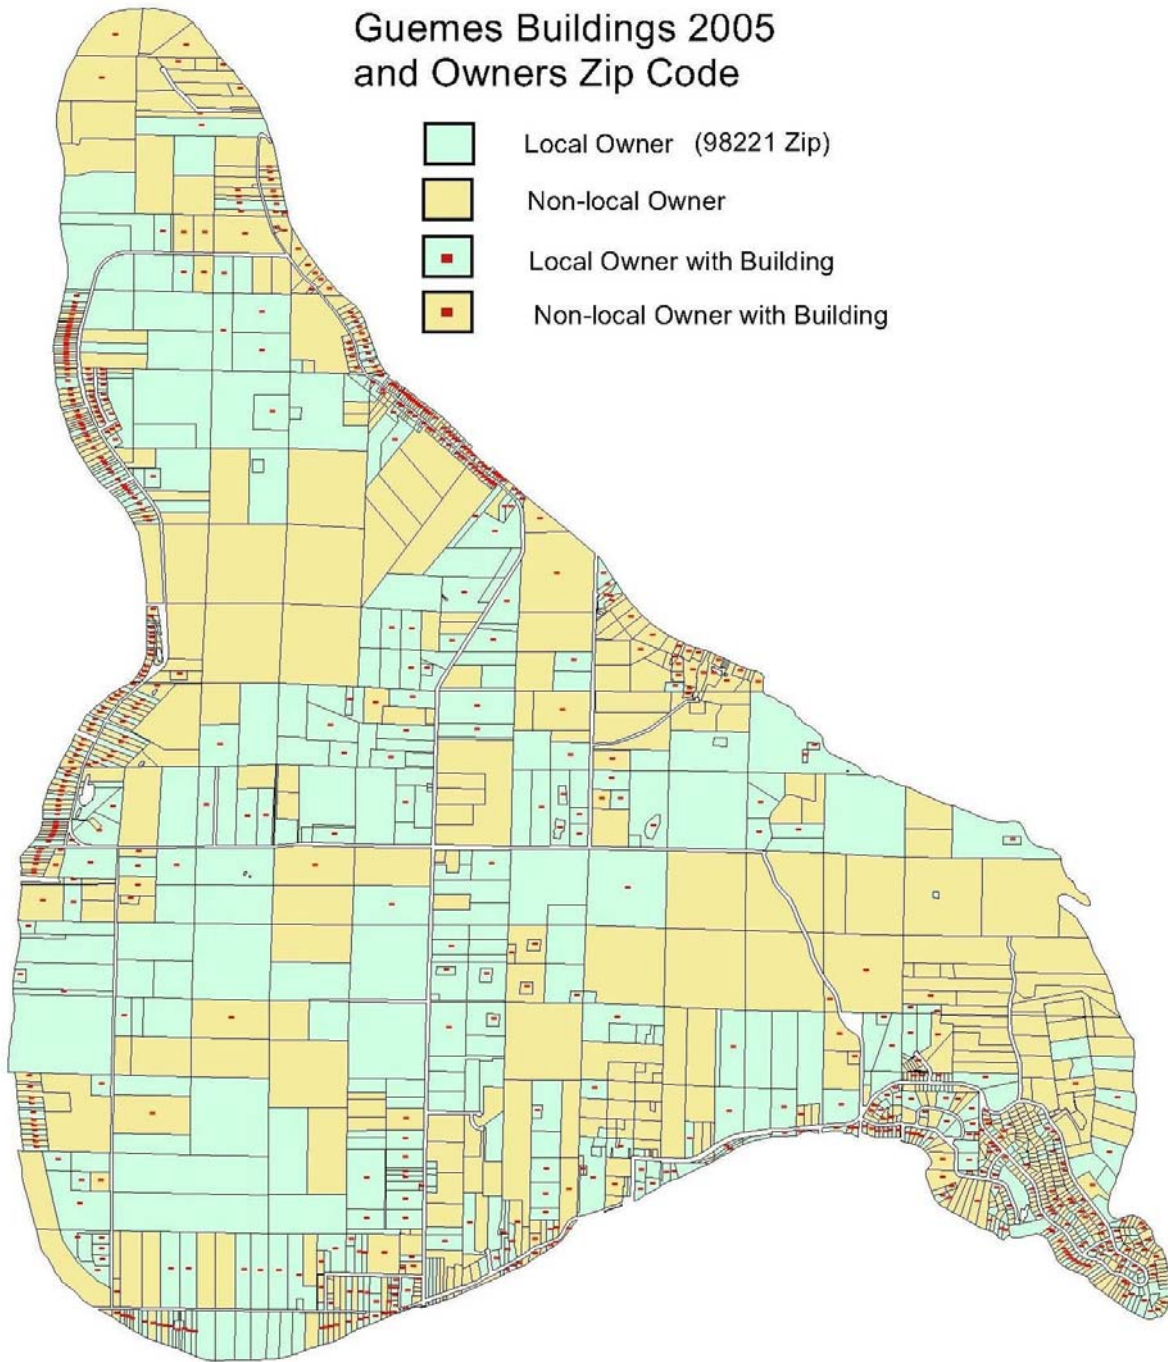 Guemes Buildings 2005
and Owners Zip Code
Local Owner (98221 Zip)
Non-local Owner
Local Owner with Building
Non-local Owner with Building